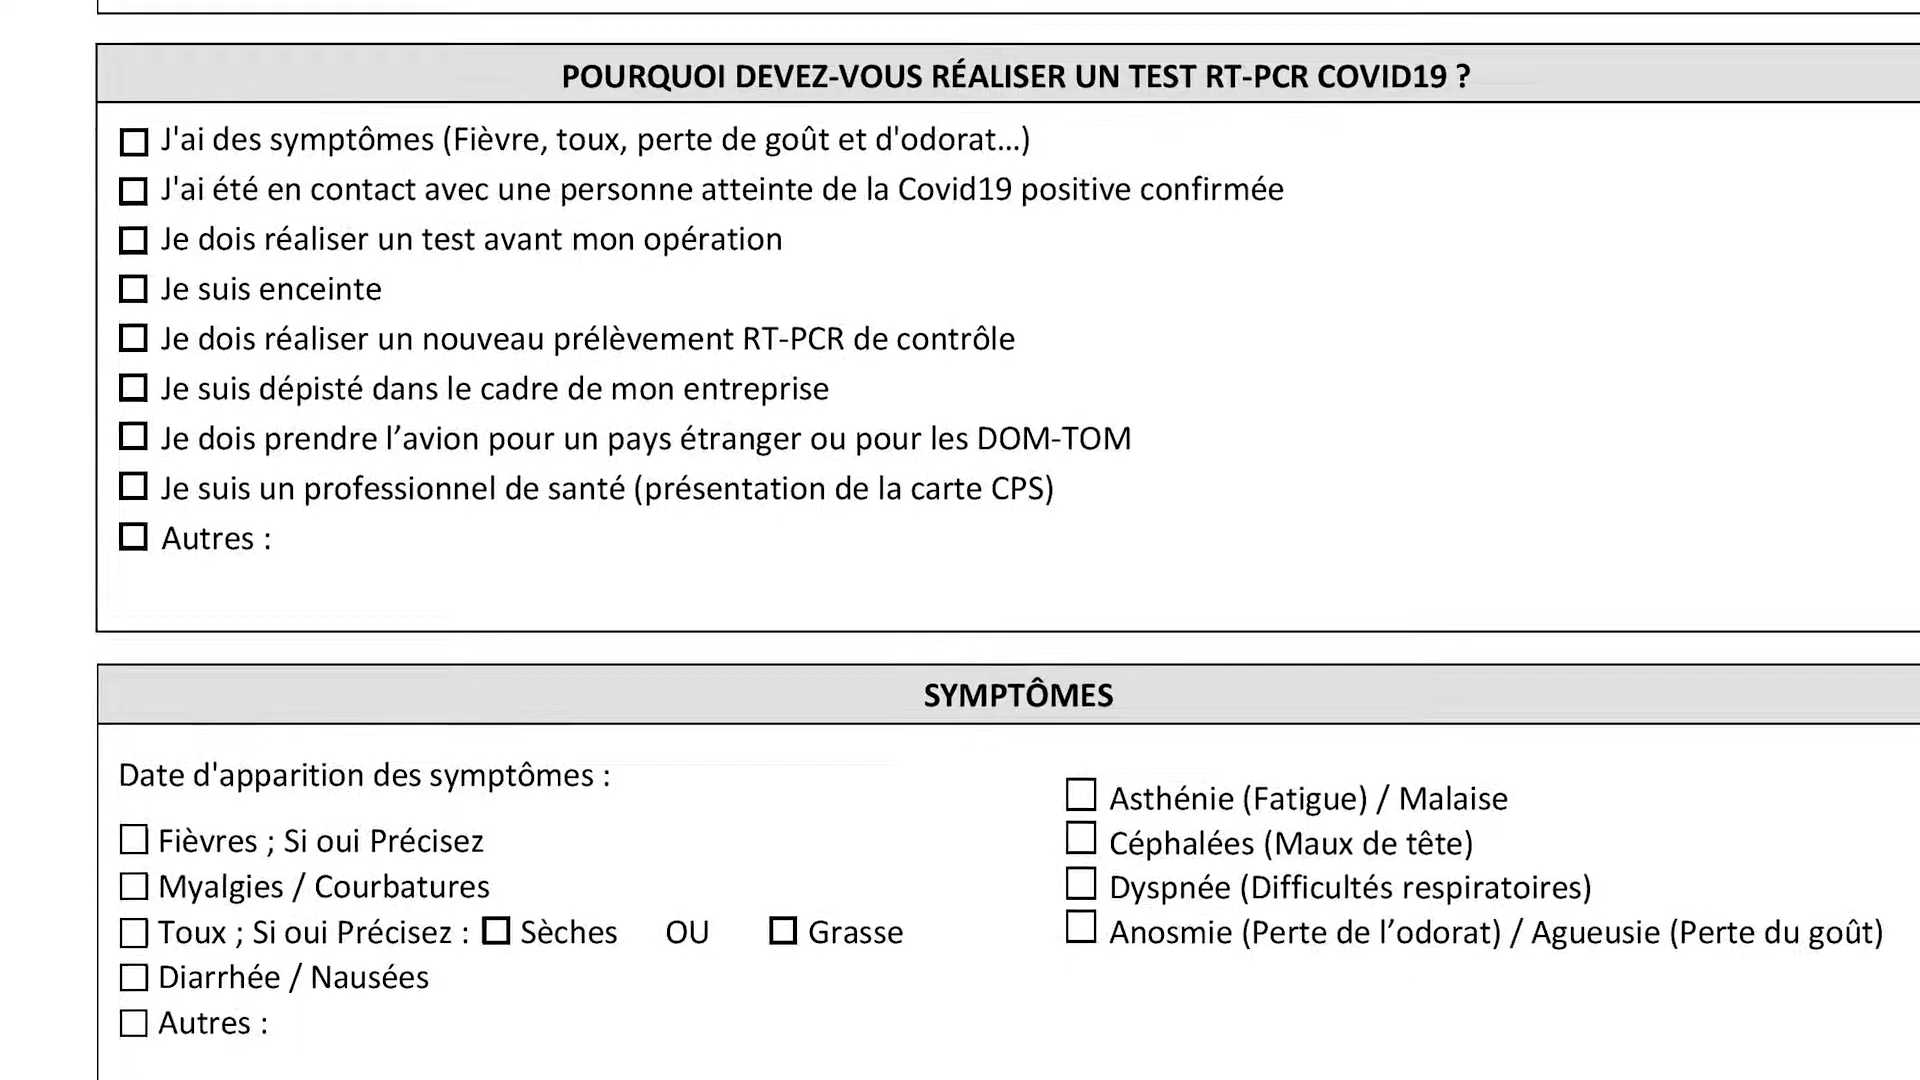 POURQUOI DEVEZ-VOUS RÉALISER UN TEST RT-PCR COVID19 ?
J'ai des symptômes (Fièvre, toux, perte de goût et d'odorat...)
J'ai été en contact avec une personne atteinte de la Covid19 positive confirmée
Je dois réaliser un test avant mon opération
Je suis enceinte
Je dois réaliser un nouveau prélèvement RT-PCR de contrôle
Je suis dépisté dans le cadre de mon entreprise
Je dois prendre l’avion pour un pays étranger ou pour les DOM-TOM
Je suis un professionnel de santé (présentation de la carte CPS)
Autres :
SYMPTÔMES
Date d'apparition des symptômes :
Fièvres ; Si oui Précisez
Myalgies / Courbatures
Toux ; Si oui Précisez : Sèches OU Grasse
Diarrhée / Nausées
Autres :
Asthénie (Fatigue) / Malaise
Céphalées (Maux de tête)
Dyspnée (Difficultés respiratoires)
Anosmie (Perte de l’odorat) / Agueusie (Perte du goût)